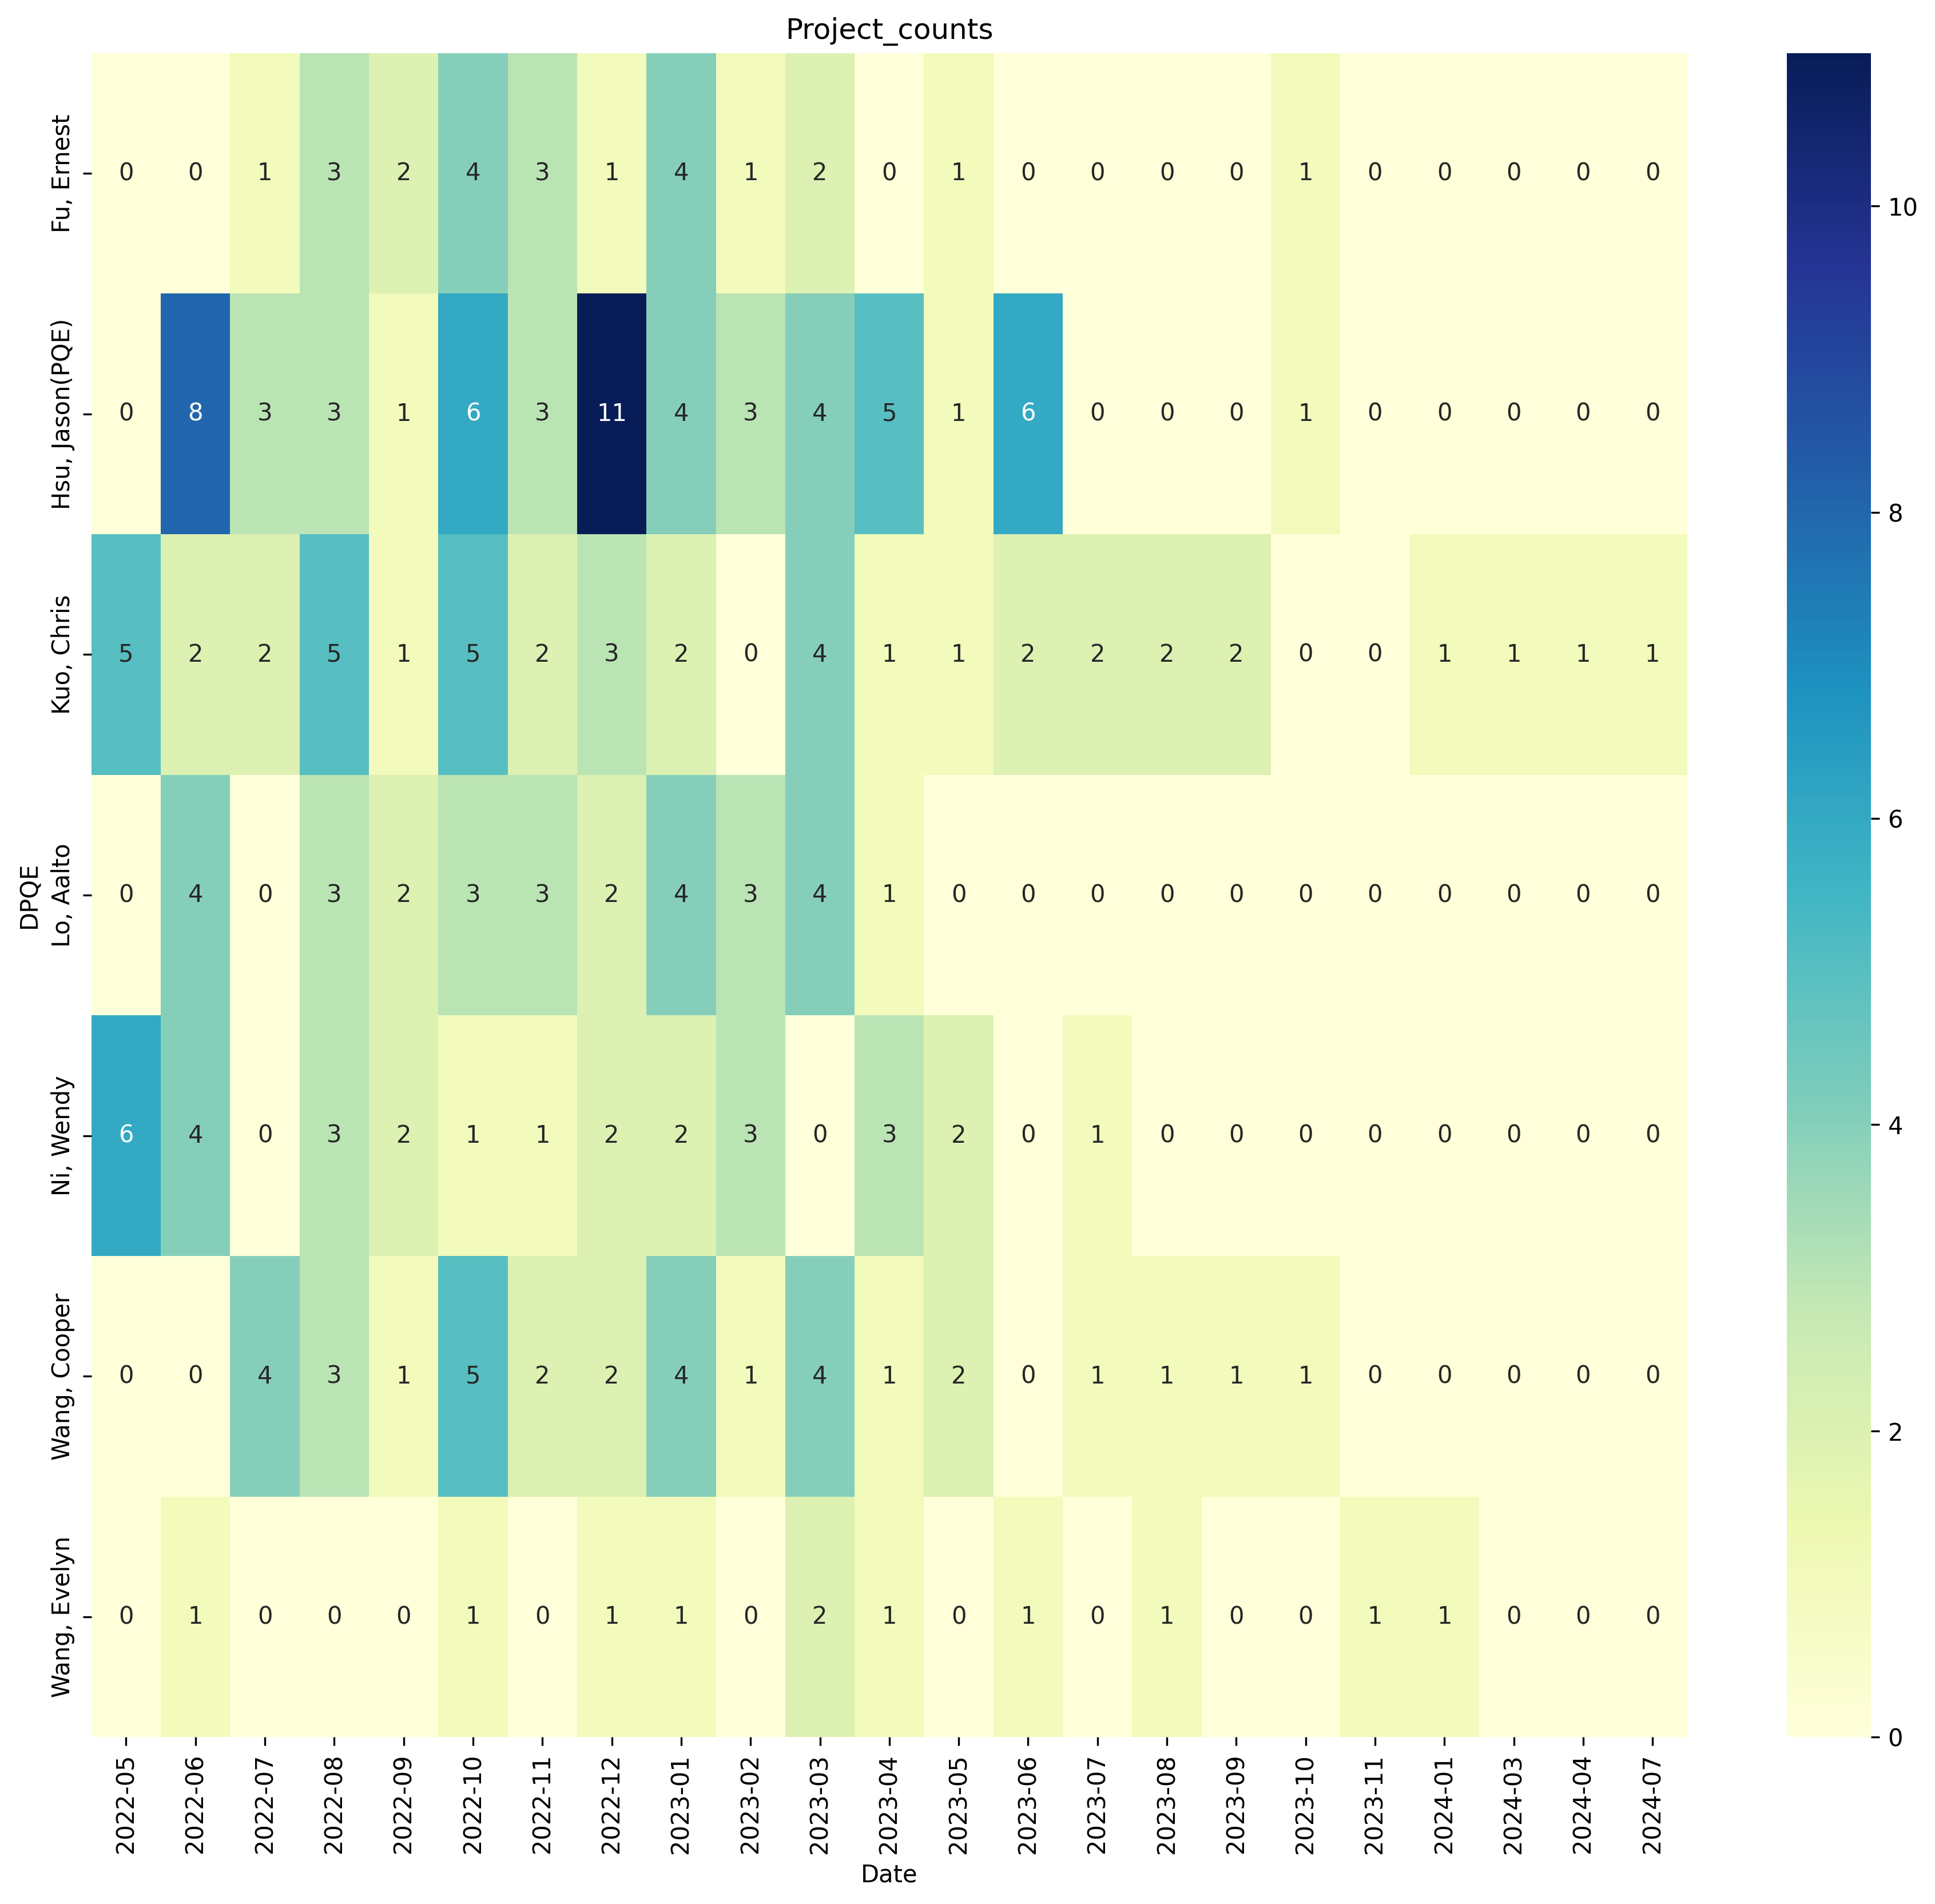 Project_counts
Fu, Ernest
0 0 1 3 2 4 3 1 4 1 2 0 1 0 0 0 0 1 0 0 0 0 0
Hsu, Jason(PQE)
0 8 3 3 1 6 3 11 4 3 4 5 1 6 0 0 0 1 0 0 0 0 0
Kuo, Chris
5 2 2 5 1 5 2 3 2 0 4 1 1 2 2 2 2 0 0 1 1 1 1
DPQE
Lo, Aalto
0 4 0 3 2 3 3 2 4 3 4 1 0 0 0 0 0 0 0 0 0 0 0
Ni, Wendy
6 4 0 3 2 1 1 2 2 3 0 3 2 0 1 0 0 0 0 0 0 0 0
Wang, Cooper
0 0 4 3 1 5 2 2 4 1 4 1 2 0 1 1 1 1 0 0 0 0 0
Wang, Evelyn
0 1 0 0 0 1 0 1 1 0 2 1 0 1 0 1 0 0 1 1 0 0 0
2022-05 2022-06 2022-07 2022-08 2022-09 2022-10 2022-11 2022-12 2023-01 2023-02 2023-03 2023-04 2023-05 2023-06 2023-07 2023-08 2023-09 2023-10 2023-11 2024-01 2024-03 2024-04 2024-07
Date
10
8
6
4
2
0